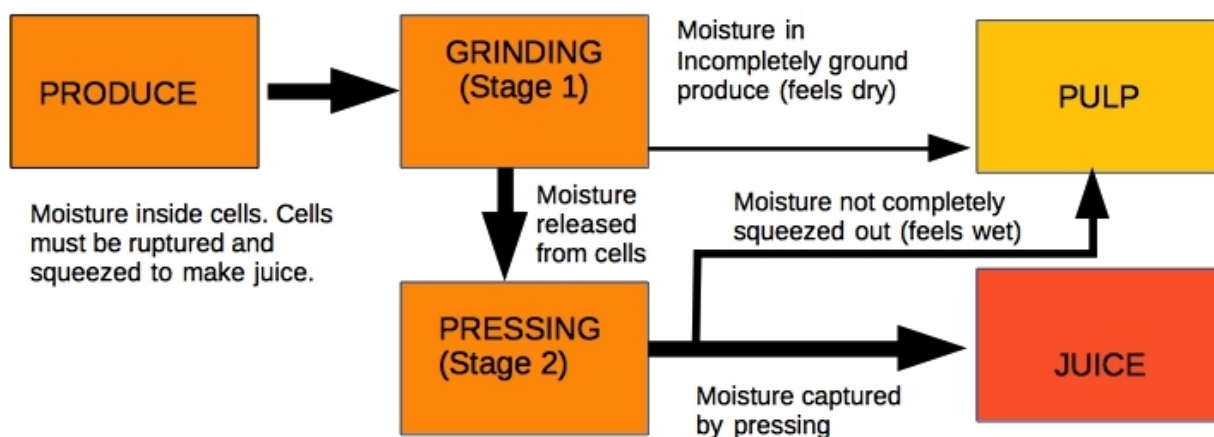 PRODUCE
Moisture inside cells. Cells
must be ruptured and
squeezed to make juice.
GRINDING
(Stage 1)
Moisture in
Incompletely ground
produce (feels dry)
PULP
Moisture
released
from cells
Moisture not completely
squeezed out (feels wet)
PRESSING
(Stage 2)
Moisture captured
by pressing
JUICE